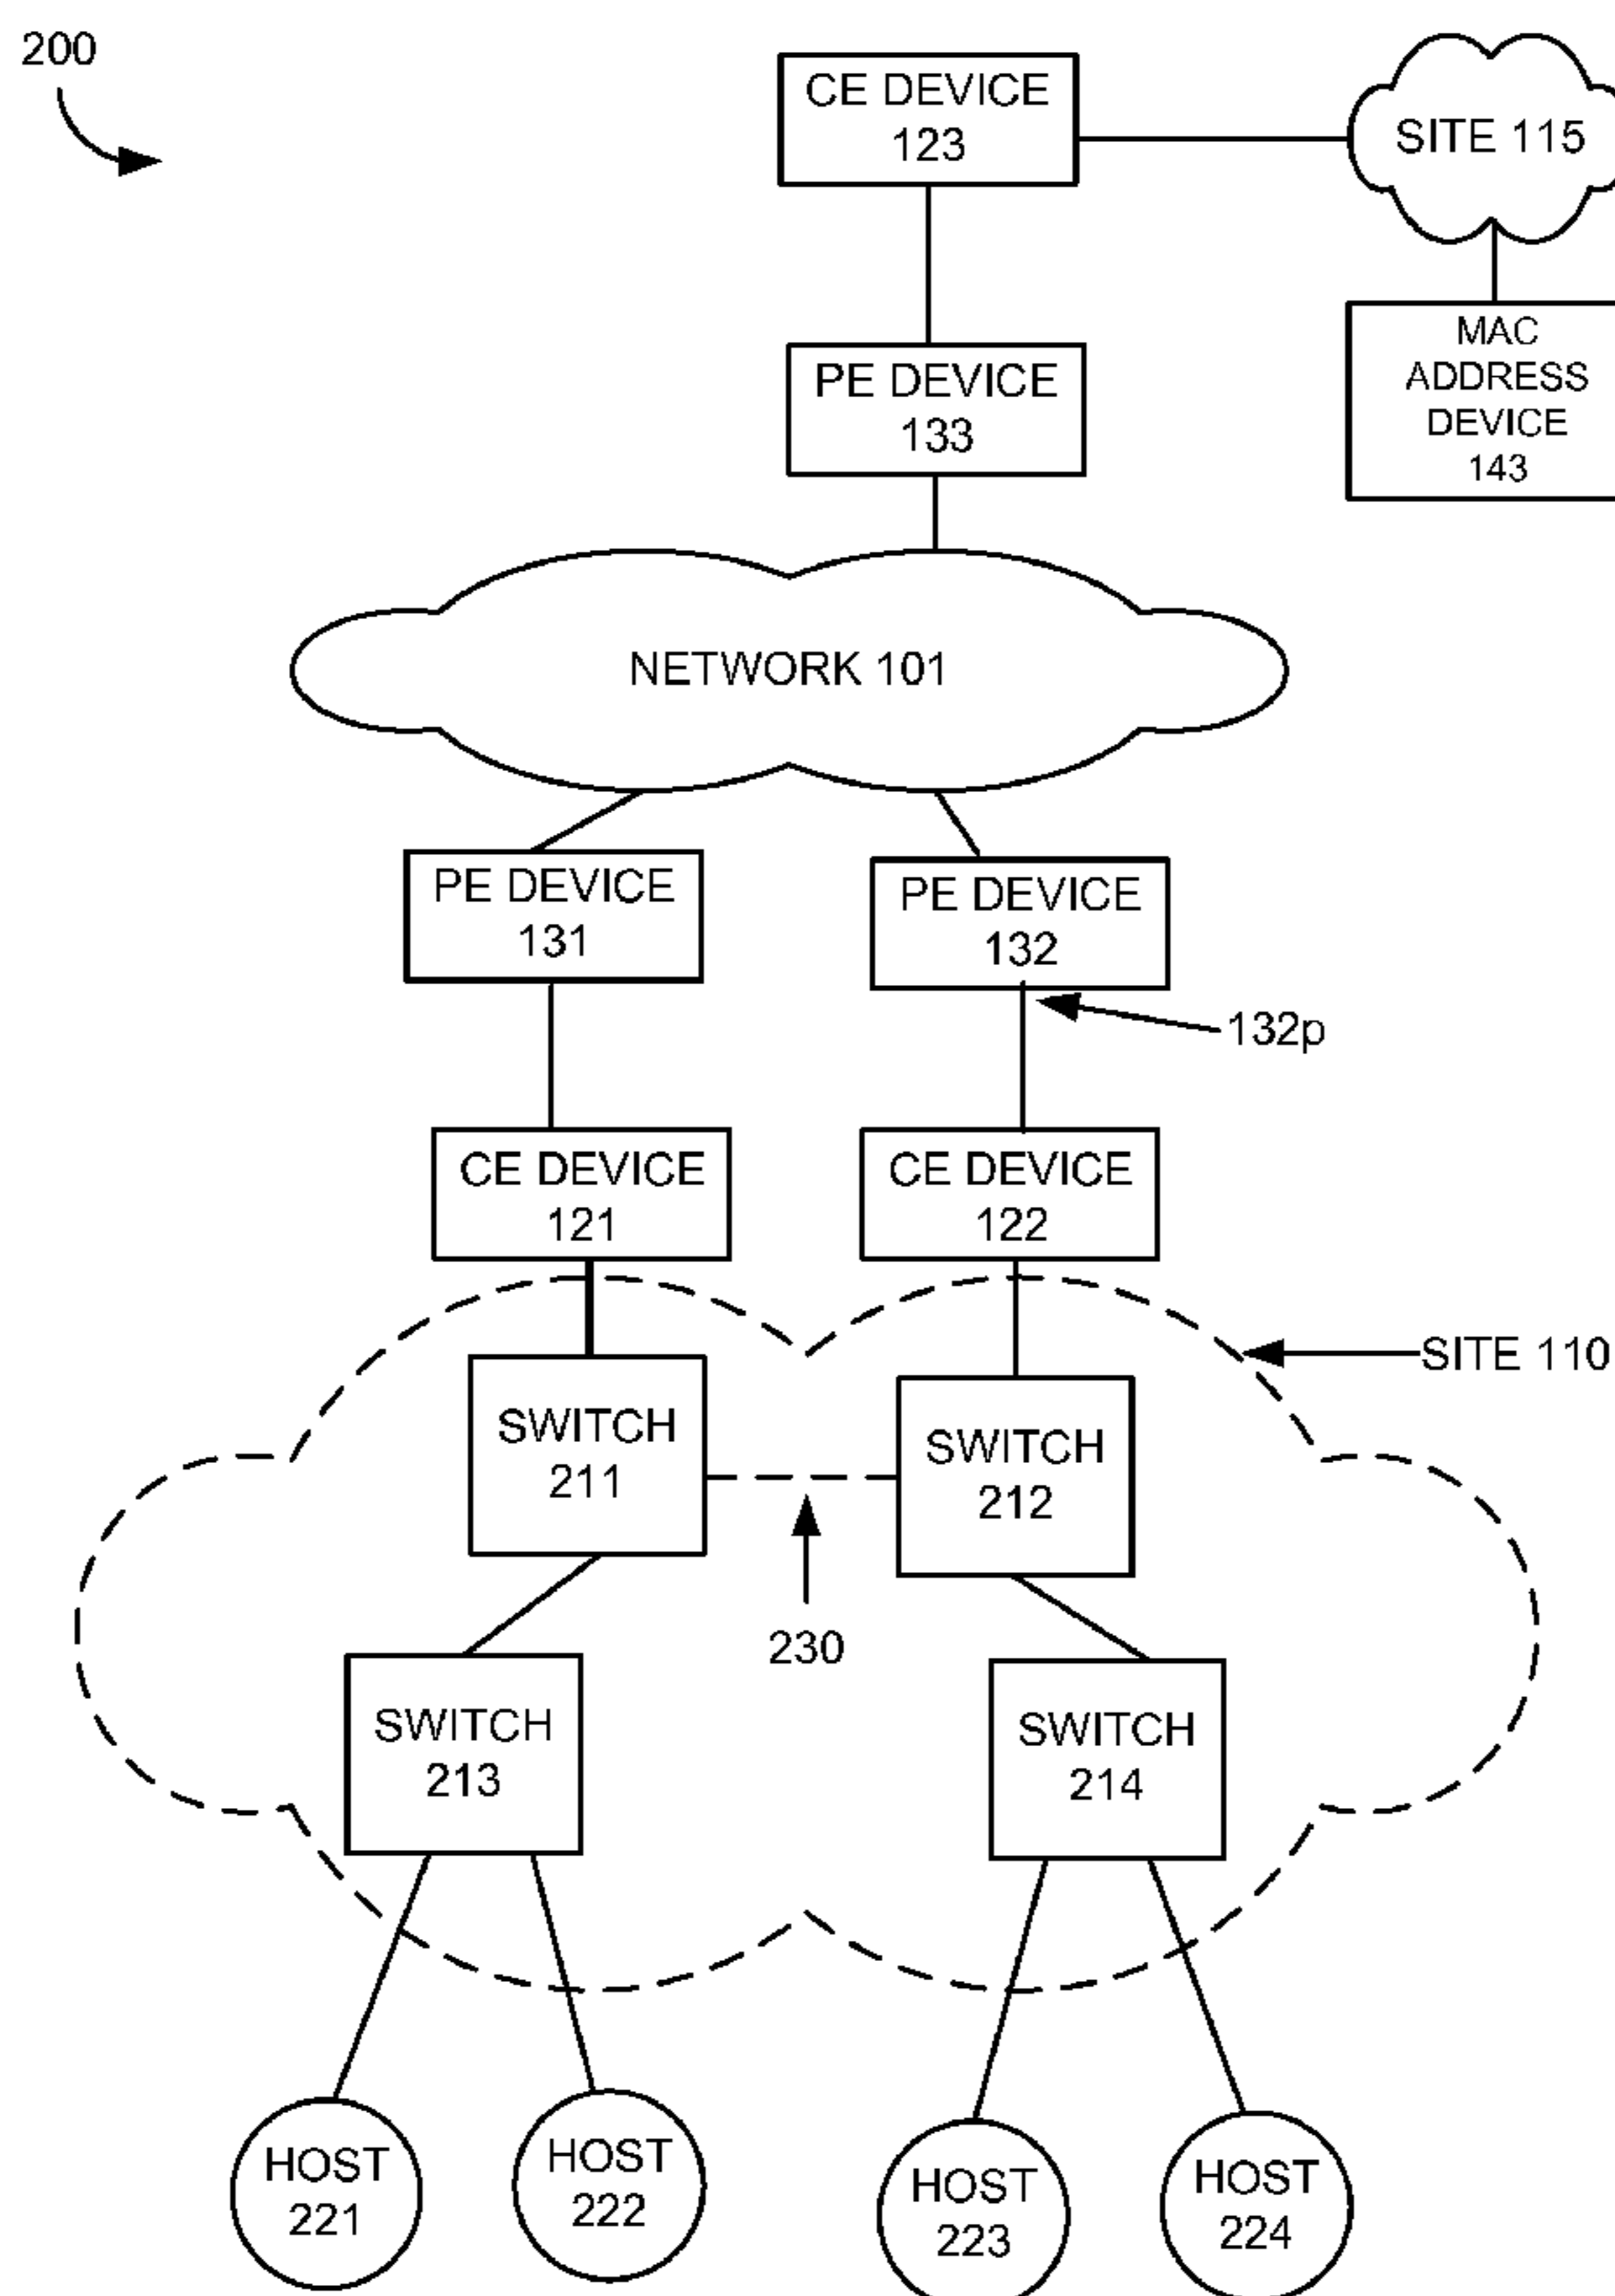 200
CE DEVICE
123
SITE 115
MAC
ADDRESS
DEVICE
143
PE DEVICE
133
NETWORK 101
PE DEVICE
131
PE DEVICE
132
132p
CE DEVICE
121
CE DEVICE
122
SITE 110
SWITCH
211
SWITCH
212
230
SWITCH
213
SWITCH
214
HOST
221
HOST
222
HOST
223
HOST
224